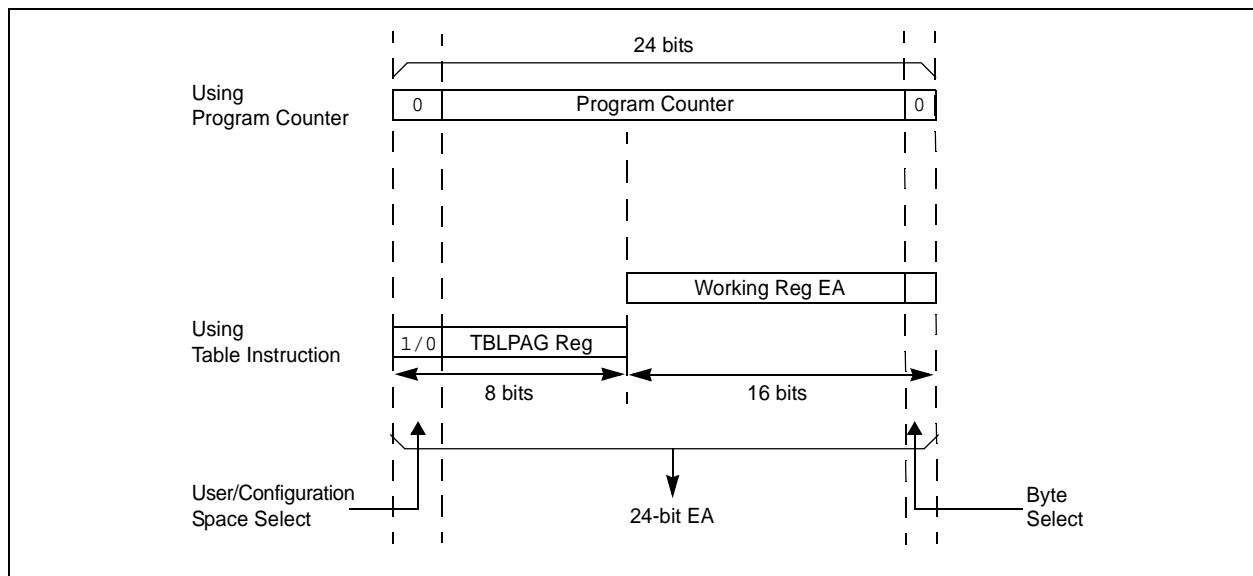 24 bits
Using
Program Counter
0
Program Counter
0
Working Reg EA
Using
Table Instruction
1/0
TBLPAG Reg
8 bits
16 bits
User/Configuration
Space Select
24-bit EA
Byte
Select